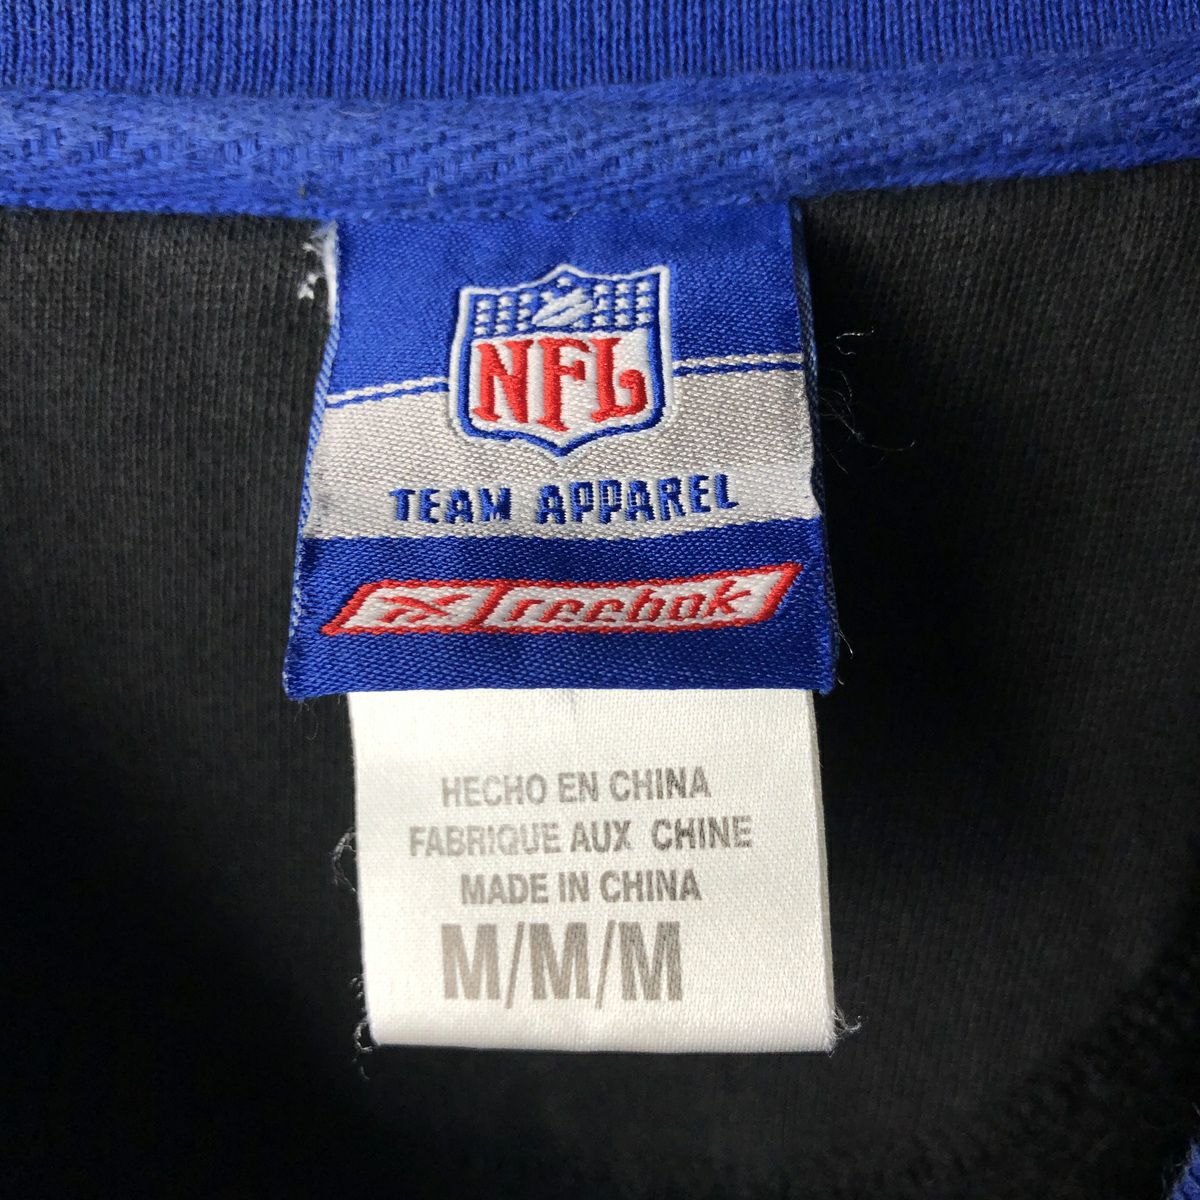 NFL
TEAM APPAREL
Reebok
HECHO EN CHINA
FABRIQUE AUX CHINE
MADE IN CHINA
M/M/M